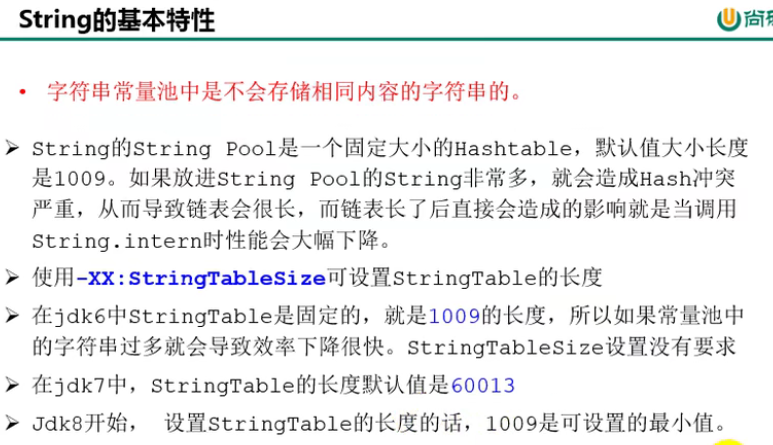 String的基本特性
尚硅
• 字符串常量池中是不会存储相同内容的字符串的。
➢ String的String Pool是一个固定大小的Hashtable，默认值大小长度
是1009。如果放进String Pool的String非常多，就会造成Hash冲突
严重，从而导致链表会很长，而链表长了后直接会造成的影响就是当调用
String.intern时性能会大幅下降。
➢ 使用-XX:StringTableSize可设置StringTable的长度
➢ 在jdk6中StringTable是固定的，就是1009的长度，所以如果常量池中
的字符串过多就会导致效率下降很快。StringTableSize设置没有要求
➢ 在jdk7中，StringTable的长度默认值是60013
➢ Jdk8开始， 设置StringTable的长度的话，1009是可设置的最小值。